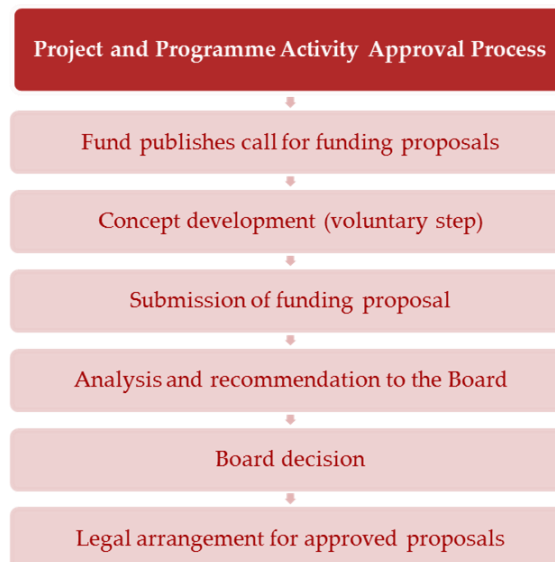 Project and Programme Activity Approval Process
Fund publishes call for funding proposals
Concept development (voluntary step)
Submission of funding proposal
Analysis and recommendation to the Board
Board decision
Legal arrangement for approved proposals